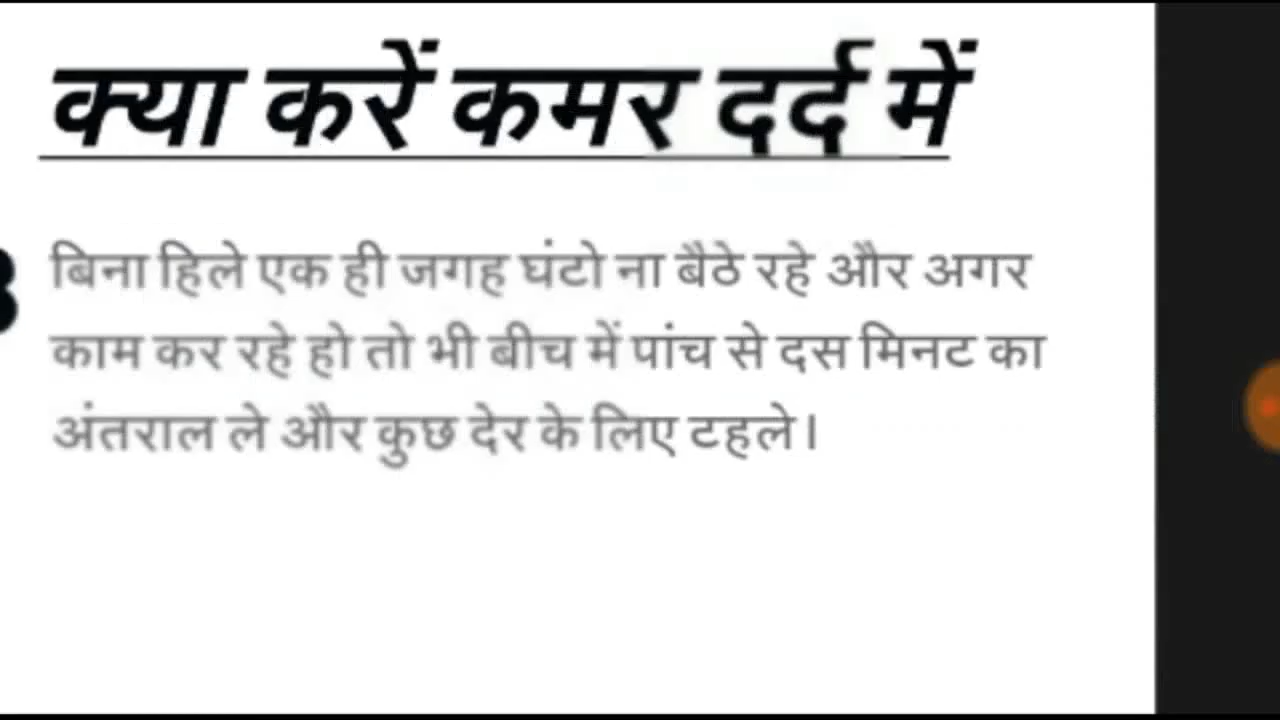 क्या करें कमर दर्द में
बिना हिले एक ही जगह घंटो ना बैठे रहे और अगर
काम कर रहे हो तो भी बीच में पांच से दस मिनट का
अंतराल ले और कुछ देर के लिए टहले।